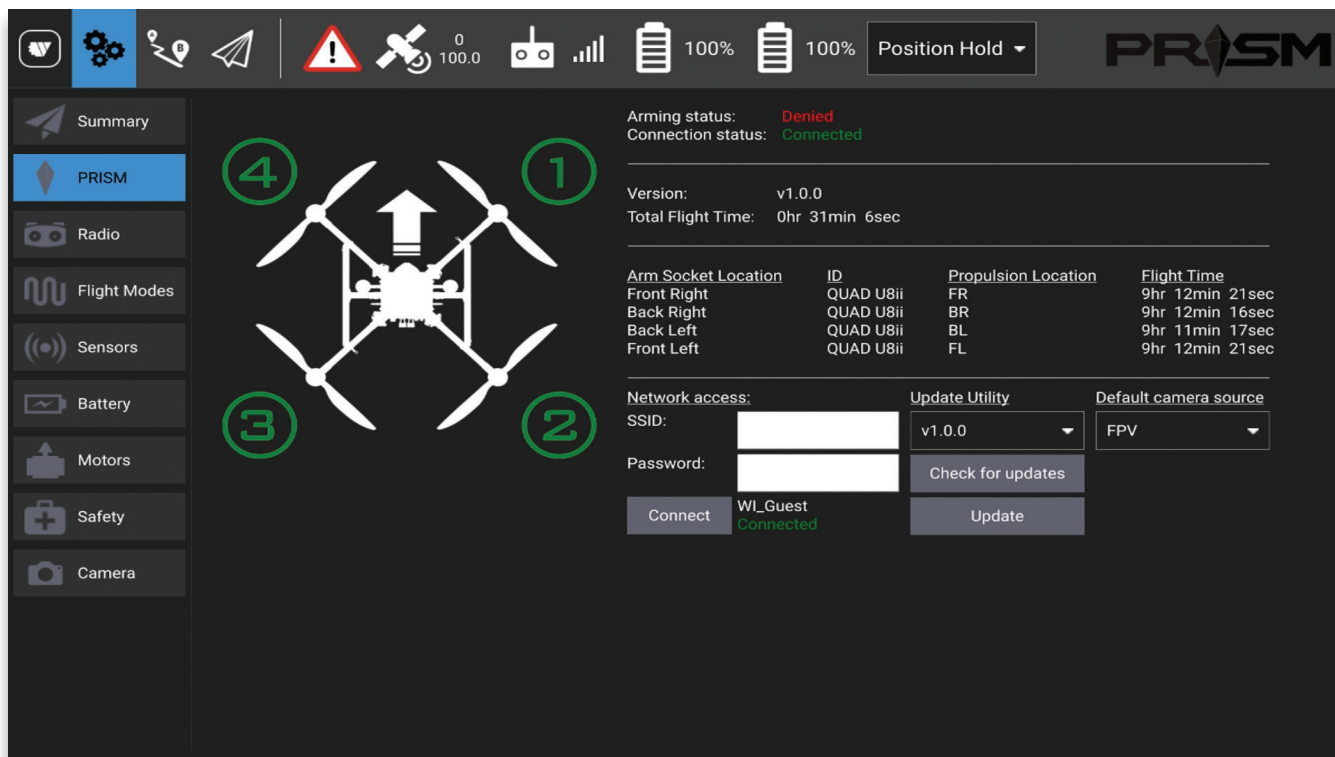 0
100.0
100%
100%
Position Hold
PRISM
Summary
PRISM
Radio
Flight Modes
Sensors
Battery
Motors
Safety
Camera
4
1
3
2
Arming status: Denied
Connection status: Connected
Version: v1.0.0
Total Flight Time: 0hr 31min 6sec
Arm Socket Location ID Propulsion Location Flight Time
Front Right QUAD U8ii FR 9hr 12min 21sec
Back Right QUAD U8ii BR 9hr 12min 16sec
Back Left QUAD U8ii BL 9hr 11min 17sec
Front Left QUAD U8ii FL 9hr 12min 21sec
Network access: Update Utility Default camera source
SSID: v1.0.0 FPV
Password: Check for updates
Connect WI_Guest Update
Connected